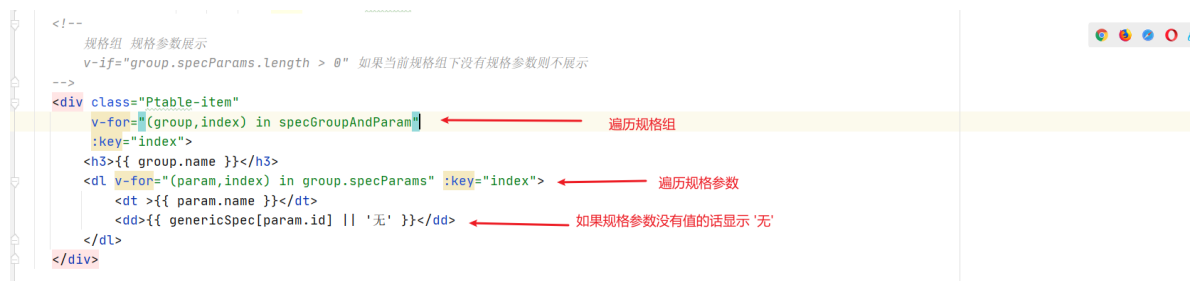 <!--
规格组 规格参数展示
v-if="group.specParams.length > 0" 如果当前规格组下没有规格参数则不展示
-->
<div class="Ptable-item"
v-for="(group,index) in specGroupAndParam" 遍历规格组
:key="index">
<h3>{{ group.name }}</h3>
<dl v-for="(param,index) in group.specParams" :key="index"> 遍历规格参数
<dt >{{ param.name }}</dt>
<dd>{{ genericSpec[param.id] || '无' }}</dd> 如果规格参数没有值的话显示 '无'
</dl>
</div>